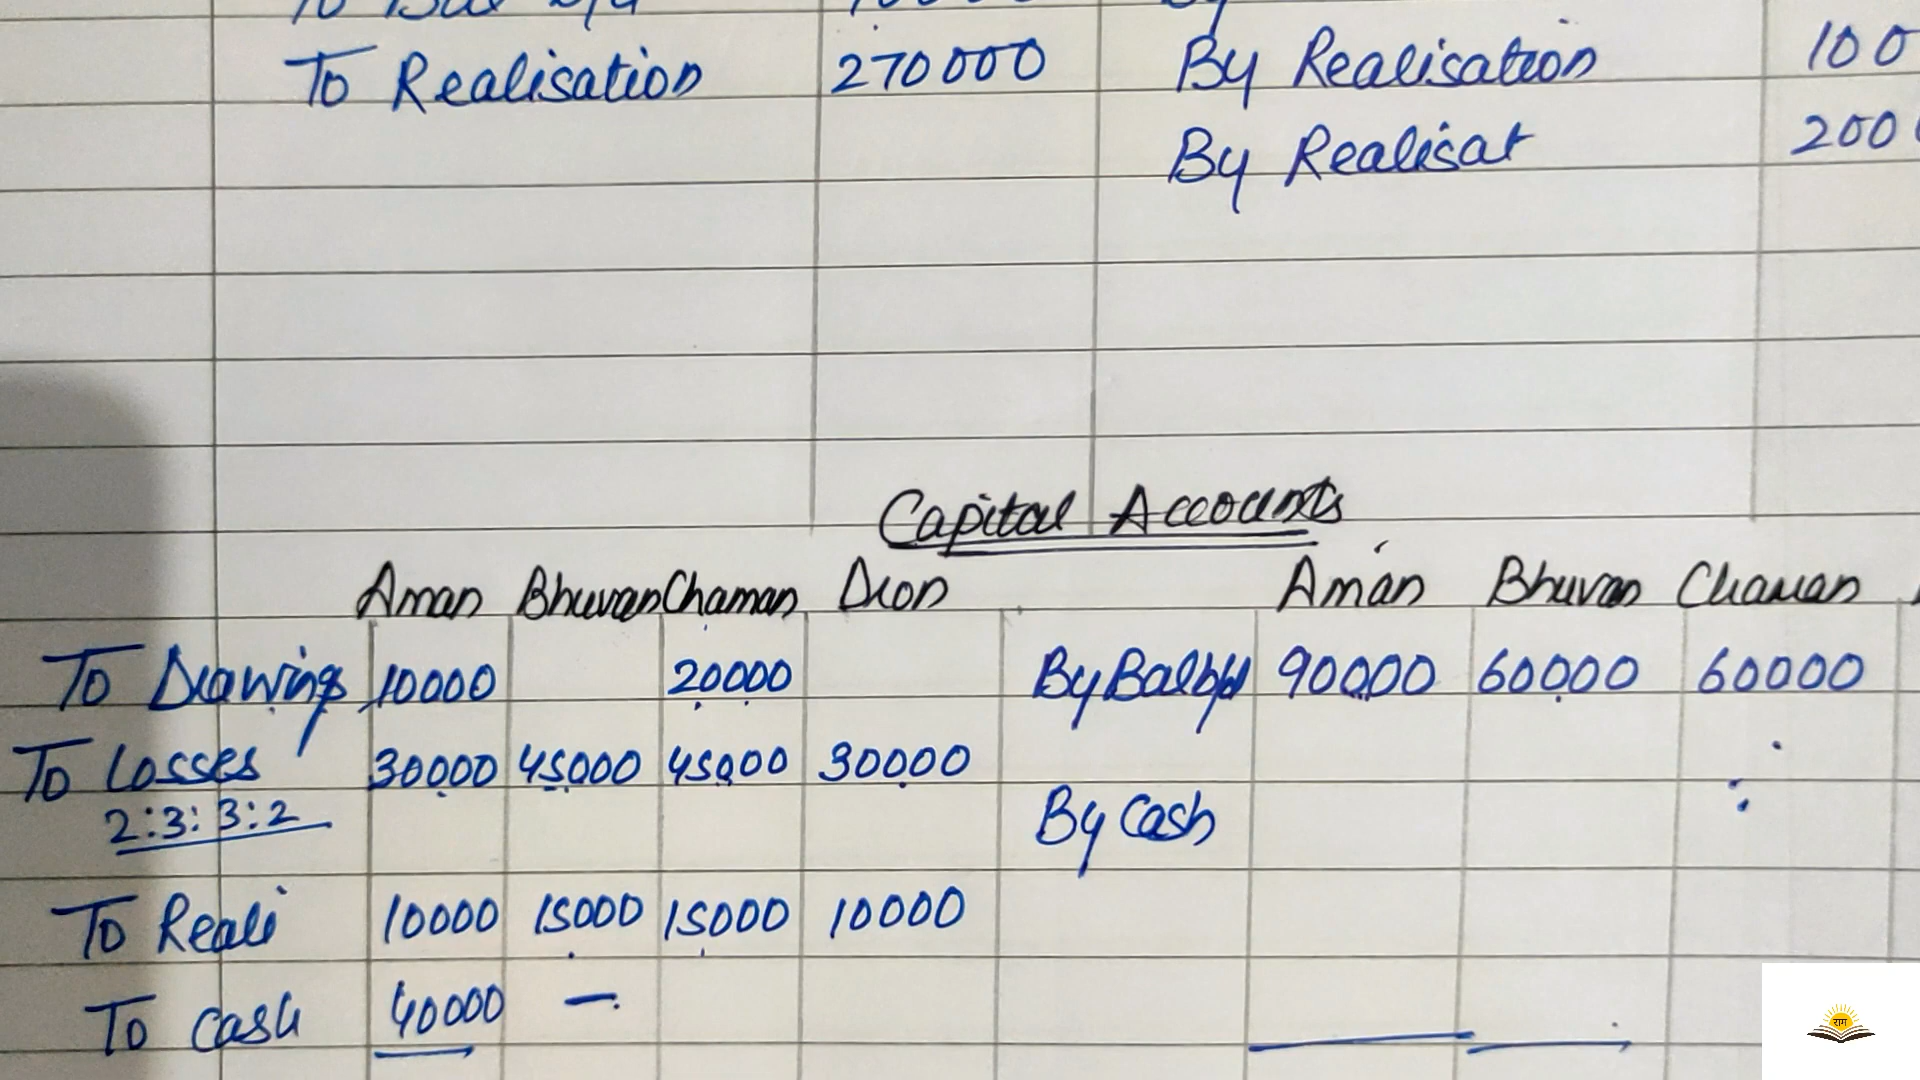 To Realisation 270000 By Realisation 100
By Realisat 200
Capital Accounts
Aman Bhuvan Chaman Dron Aman Bhuvan Chaman
To Drawings 10000 20000 By Bal b/d 90000 60000 60000
To Losses 30000 45000 45000 30000
2:3:3:2 By Cash
To Reali 10000 15000 15000 10000
To Cash 40000 —
राग